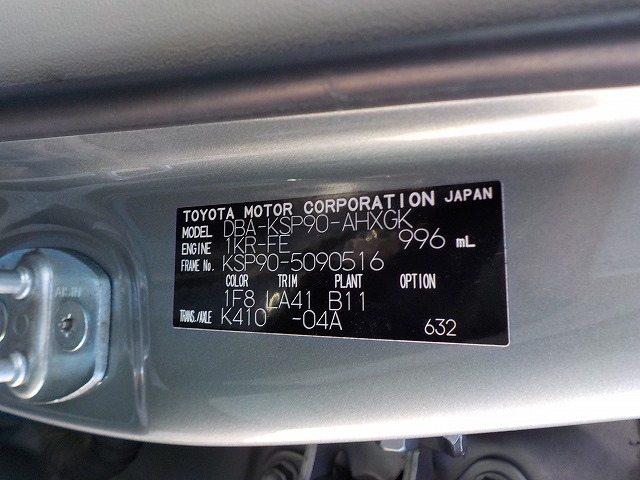 TOYOTA MOTOR CORPORATION JAPAN
MODEL DBA-KSP90-AHXGK
ENGINE 1KR-FE 996 mL
FRAME No. KSP90-5090516
COLOR TRIM PLANT OPTION
1F8 LA41 B11
TRANS./AXLE K410 -04A
632
AISIN